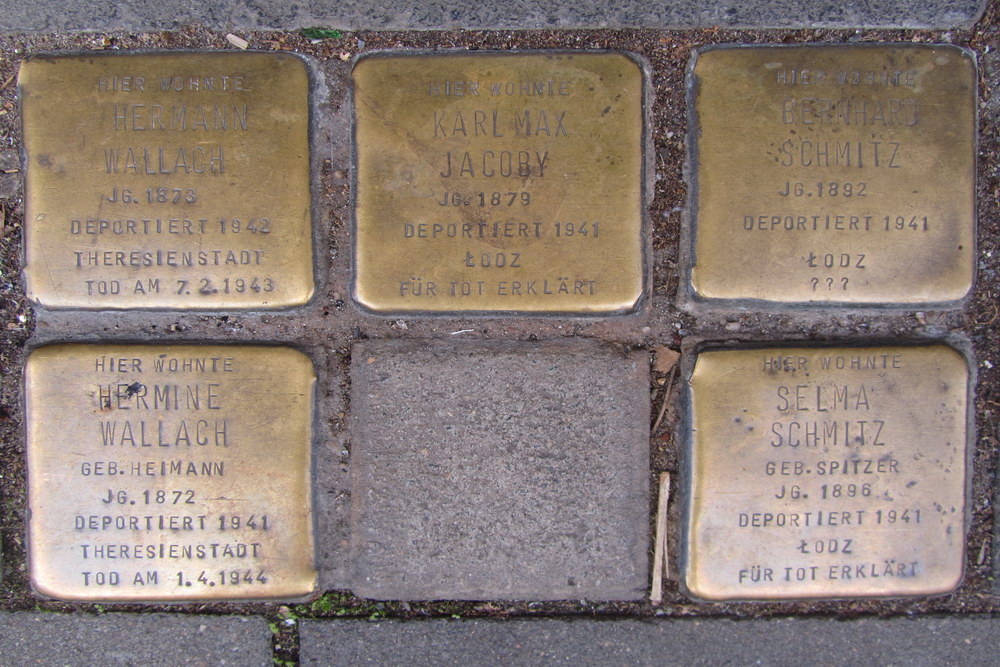 HIER WOHNTE
HERMANN
WALLACH
JG. 1873
DEPORTIERT 1942
THERESIENSTADT
TOD AM 7.2.1943
HIER WOHNTE
KARL MAX
JACOBY
JG. 1879
DEPORTIERT 1941
ŁODZ
FÜR TOT ERKLÄRT
HIER WOHNTE
BERNHARD
SCHMITZ
JG. 1892
DEPORTIERT 1941
ŁODZ
???
HIER WOHNTE
HERMINE
WALLACH
GEB. HEIMANN
JG. 1872
DEPORTIERT 1941
THERESIENSTADT
TOD AM 1.4.1944
HIER WOHNTE
SELMA
SCHMITZ
GEB. SPITZER
JG. 1896
DEPORTIERT 1941
ŁODZ
FÜR TOT ERKLÄRT